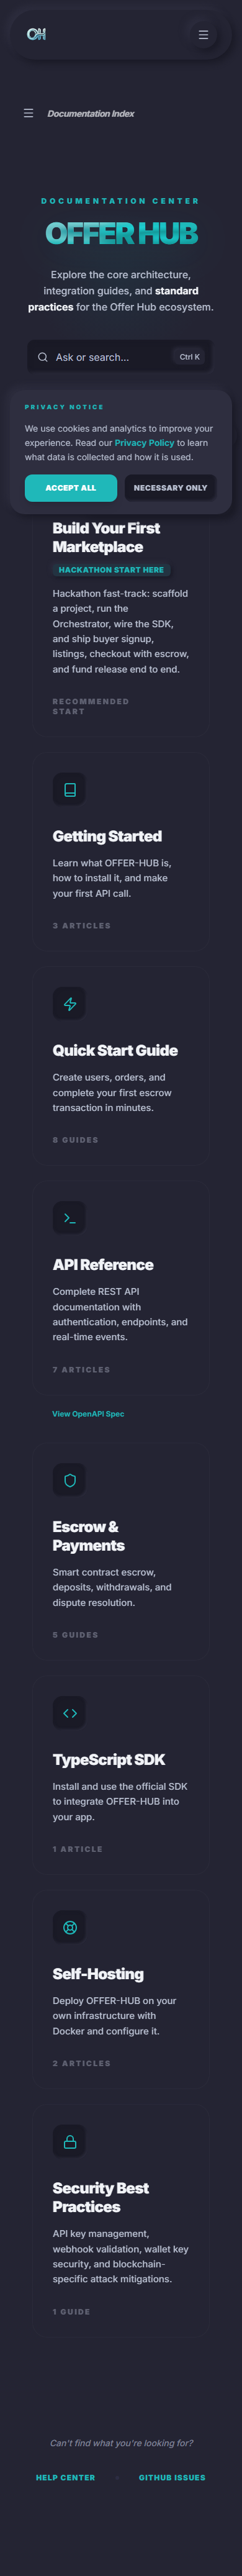 OH
Documentation Index
DOCUMENTATION CENTER
OFFER HUB
Explore the core architecture,
integration guides, and standard
practices for the Offer Hub ecosystem.
Ask or search...
Ctrl K
PRIVACY NOTICE
We use cookies and analytics to improve your
experience. Read our Privacy Policy to learn
what data is collected and how it is used.
ACCEPT ALL
NECESSARY ONLY
Build Your First
Marketplace
HACKATHON START HERE
Hackathon fast-track: scaffold
a project, run the
Orchestrator, wire the SDK,
and ship buyer signup,
listings, checkout with escrow,
and fund release end to end.
RECOMMENDED
START
Getting Started
Learn what OFFER-HUB is,
how to install it, and make
your first API call.
3 ARTICLES
Quick Start Guide
Create users, orders, and
complete your first escrow
transaction in minutes.
8 GUIDES
API Reference
Complete REST API
documentation with
authentication, endpoints, and
real-time events.
7 ARTICLES
View OpenAPI Spec
Escrow &
Payments
Smart contract escrow,
deposits, withdrawals, and
dispute resolution.
5 GUIDES
TypeScript SDK
Install and use the official SDK
to integrate OFFER-HUB into
your app.
1 ARTICLE
Self-Hosting
Deploy OFFER-HUB on your
own infrastructure with
Docker and configure it.
2 ARTICLES
Security Best
Practices
API key management,
webhook validation, wallet key
security, and blockchain-
specific attack mitigations.
1 GUIDE
Can't find what you're looking for?
HELP CENTER
GITHUB ISSUES